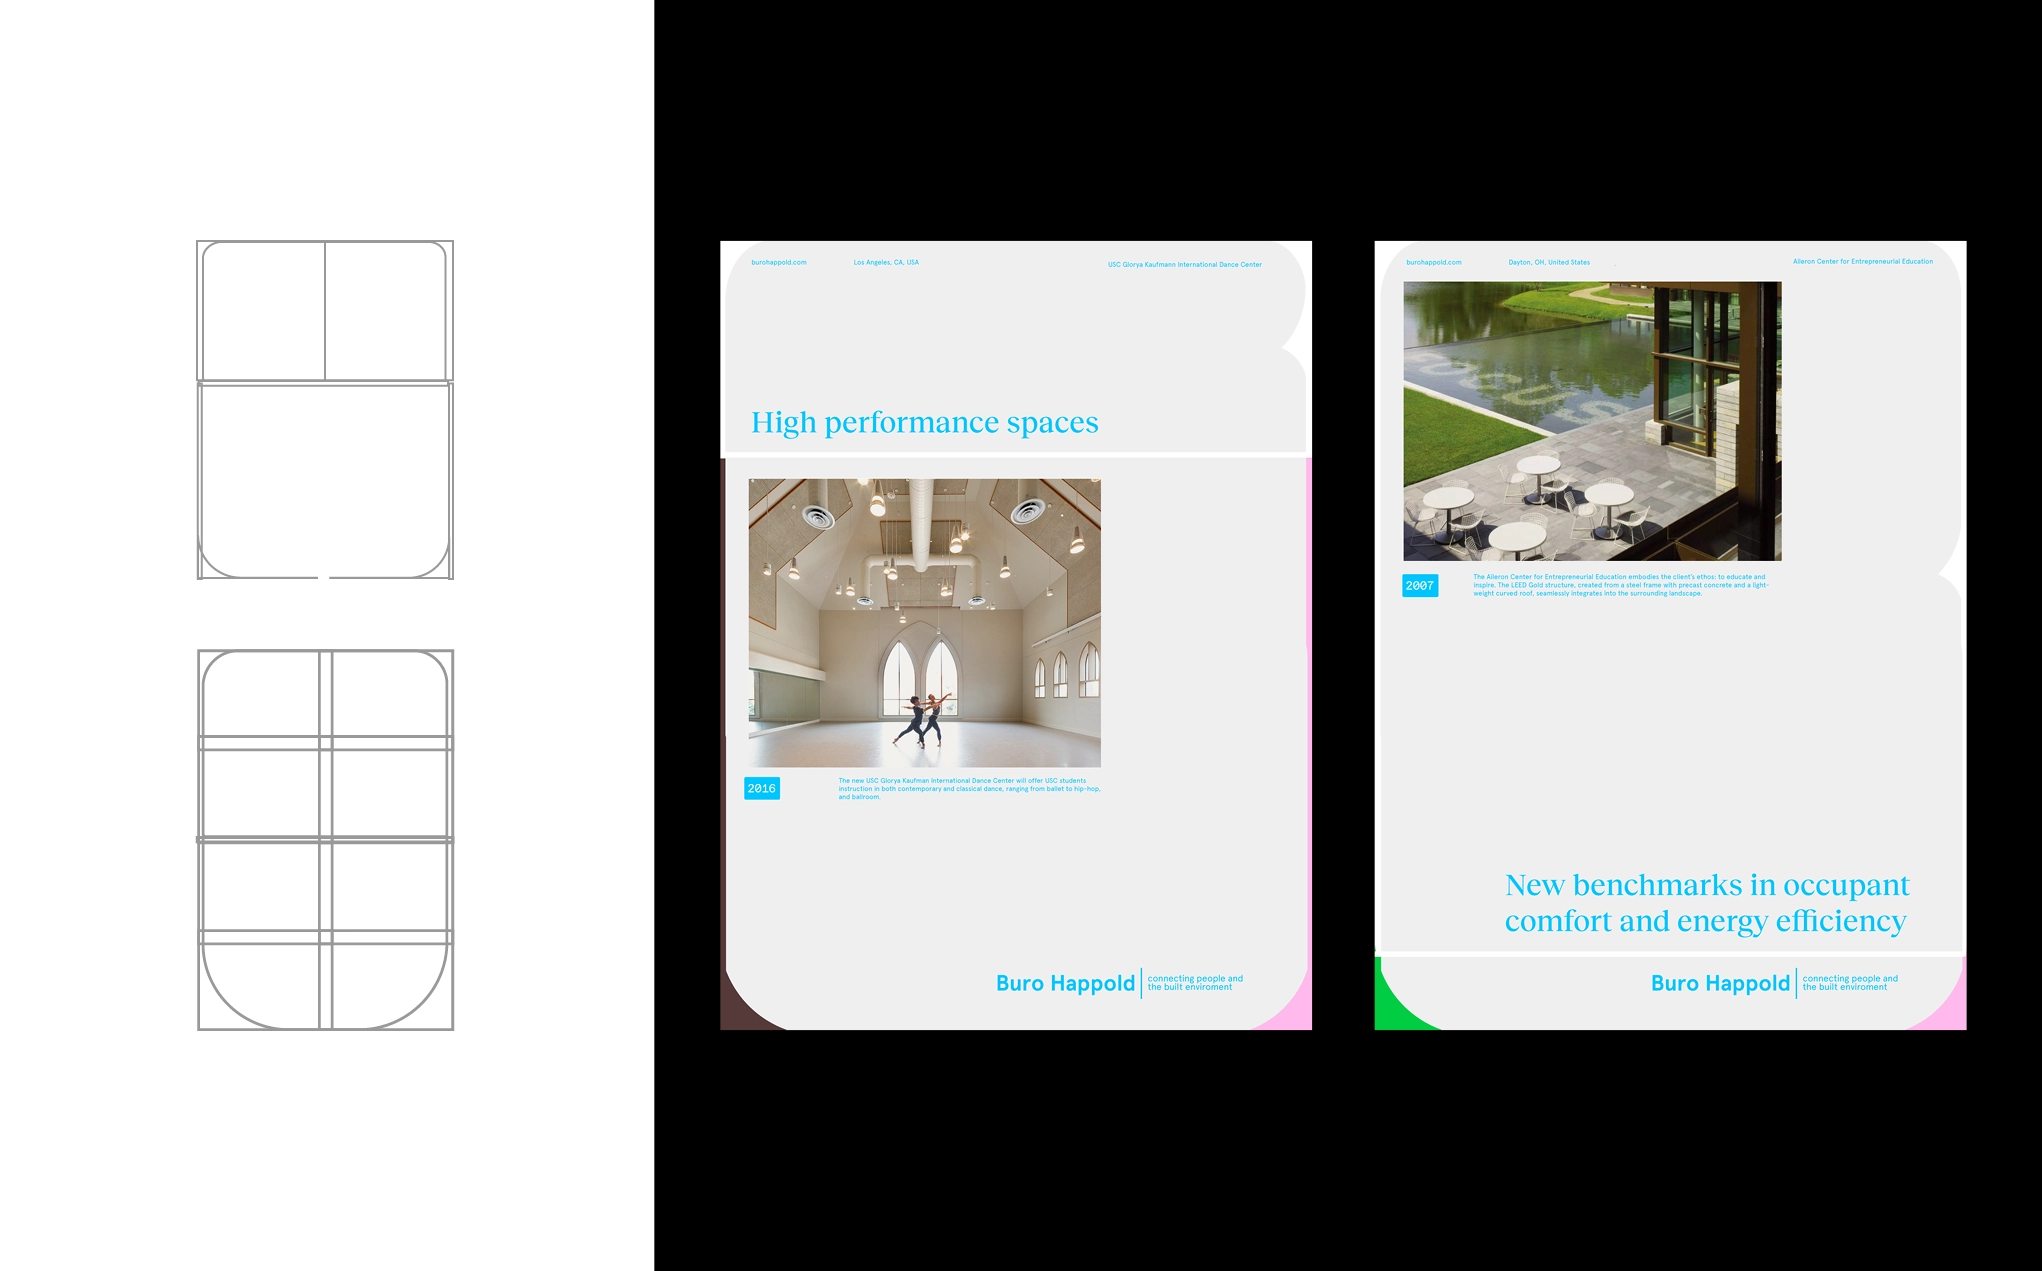 burohappold.com
Los Angeles, CA, USA
USC Glorya Kaufmann International Dance Center
High performance spaces
2016
The new USC Glorya Kaufman International Dance Center will offer USC students
instruction in both contemporary and classical dance, ranging from ballet to hip-hop,
and ballroom.
Buro Happold
connecting people and
the built enviroment
burohappold.com
Dayton, OH, United States
Aileron Center for Entrepreneurial Education
2007
The Aileron Center for Entrepreneurial Education embodies the client's ethos: to educate and
inspire. The LEED Gold structure, created from a steel frame with precast concrete and a light-
weight curved roof, seamlessly integrates into the surrounding landscape.
New benchmarks in occupant
comfort and energy efficiency
Buro Happold
connecting people and
the built enviroment